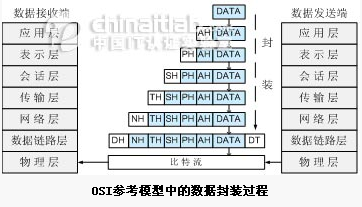 数据接收端 DATA 数据发送端
应用层 AH DATA 封 应用层
表示层 PH AH DATA 表示层
会话层 SH PH AH DATA 会话层
传输层 TH SH PH AH DATA 装 传输层
网络层 NH TH SH PH AH DATA 网络层
数据链路层 DH NH TH SH PH AH DATA DT 数据链路层
物理层 比特流 物理层
OSI参考模型中的数据封装过程